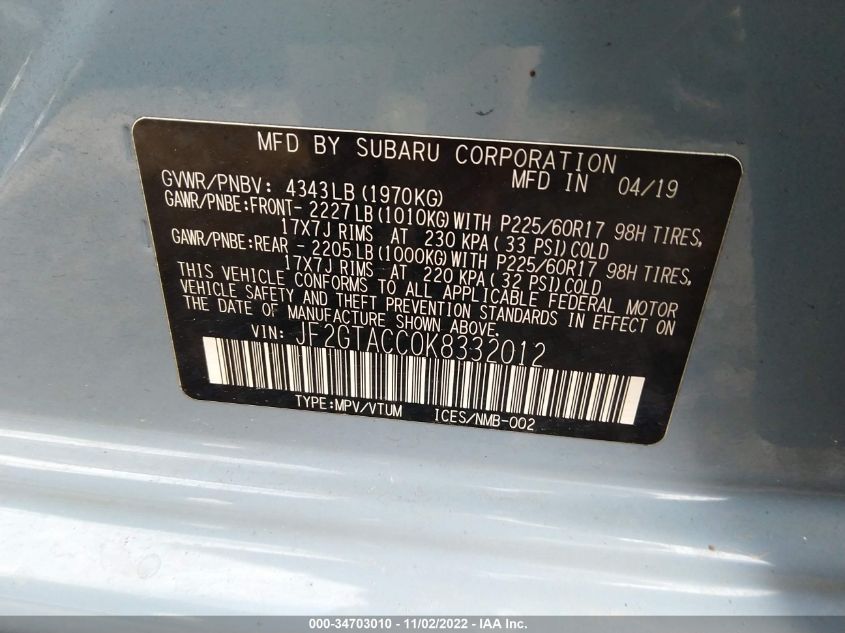 MFD BY SUBARU CORPORATION
MFD IN 04/19
GVWR/PNBV: 4343LB(1970KG)
GAWR/PNBE:FRONT- 2227LB(1010KG)WITH P225/60R17 98H TIRES,
17X7J RIMS AT 230 KPA( 33 PSI)COLD
GAWR/PNBE:REAR - 2205LB(1000KG)WITH P225/60R17 98H TIRES,
17X7J RIMS AT 220 KPA( 32 PSI)COLD
THIS VEHICLE CONFORMS TO ALL APPLICABLE FEDERAL MOTOR
VEHICLE SAFETY AND THEFT PREVENTION STANDARDS IN EFFECT ON
THE DATE OF MANUFACTURE SHOWN ABOVE.
VIN: JF2GTACC0K8332012
TYPE:MPV/VTUM ICES/NMB-002
000-34703010 - 11/02/2022 - IAA Inc.